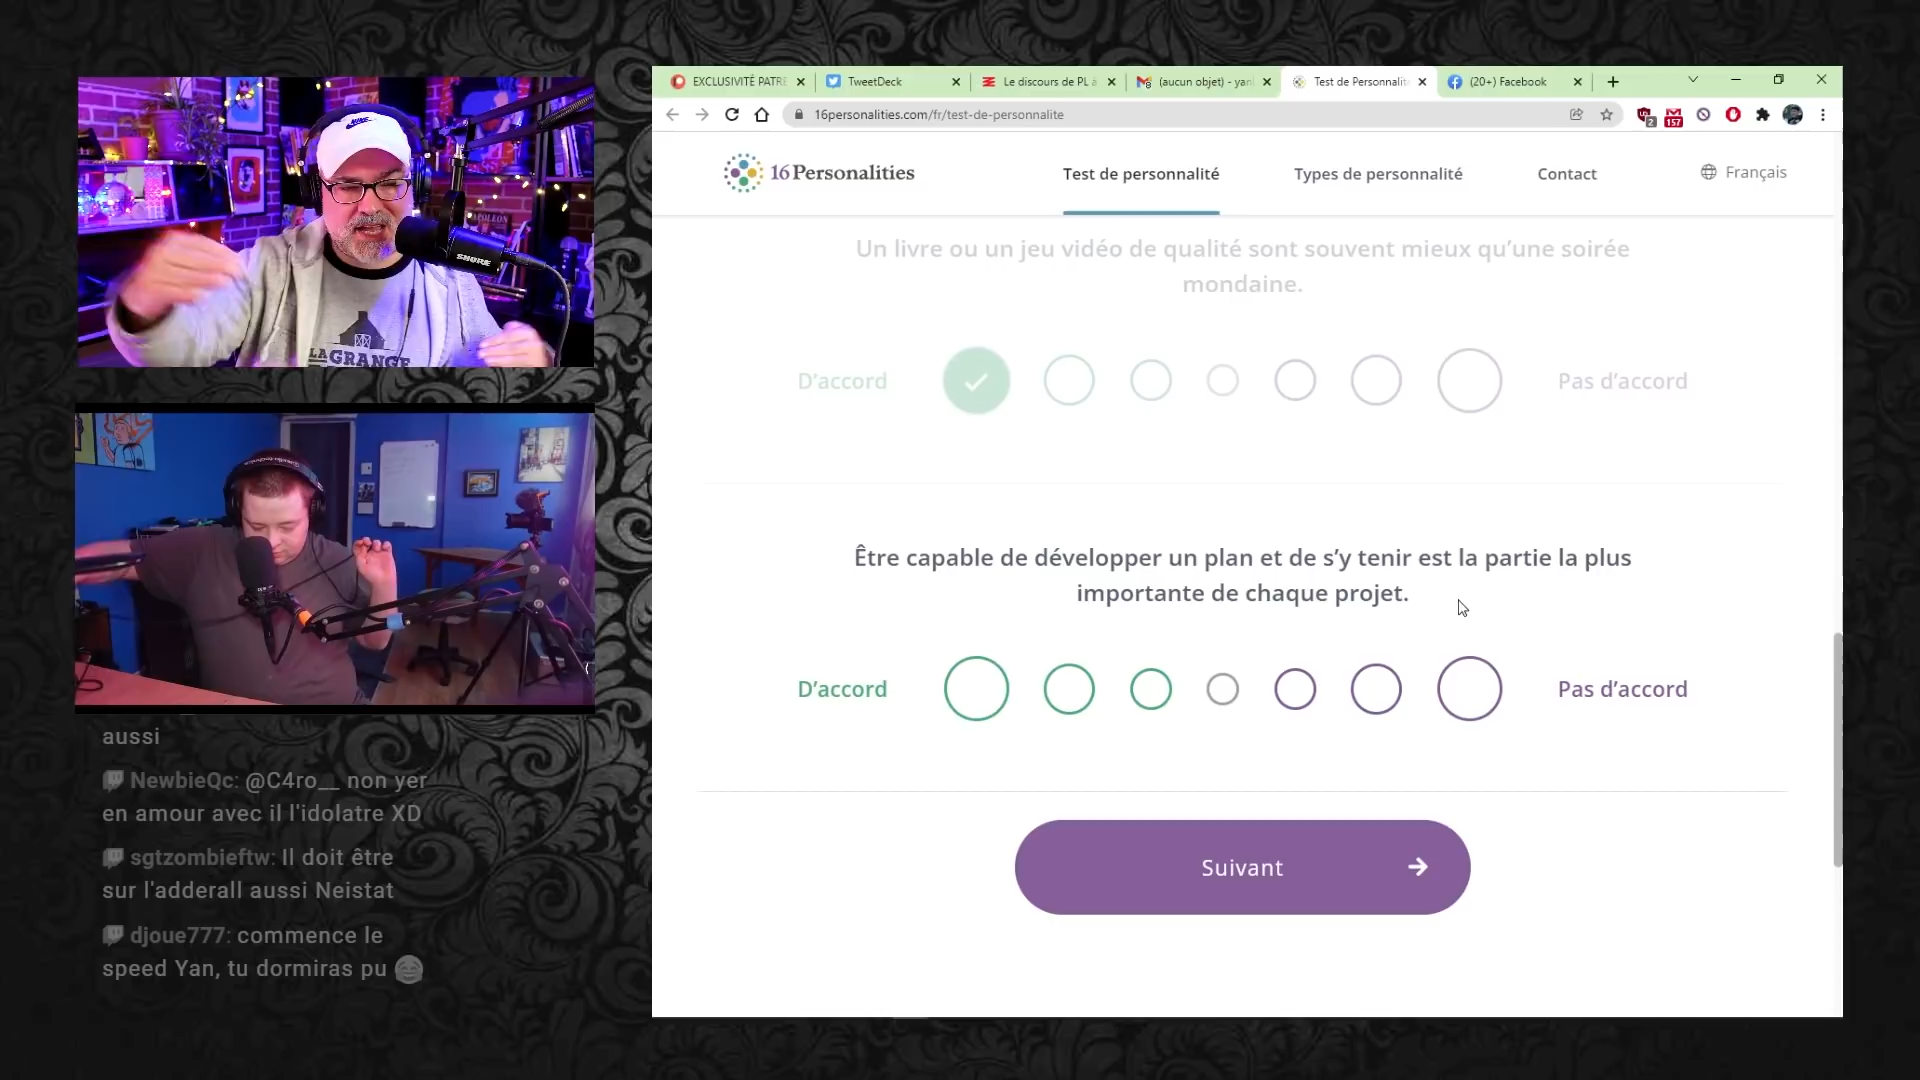 SHURE
LAGRANGE
aussi
NewbieQc: @C4ro__ non yer
en amour avec il l'idolatre XD
sgtzombieftw: Il doit être
sur l'adderall aussi Neistat
djoue777: commence le
speed Yan, tu dormiras pu
EXCLUSIVITÉ PATRE
TweetDeck
Le discours de PL à
(aucun objet) - yan
Test de Personnalit
(20+) Facebook
16personalities.com/fr/test-de-personnalite
2
157
16Personalities
Test de personnalité
Types de personnalité
Contact
Français
Un livre ou un jeu vidéo de qualité sont souvent mieux qu’une soirée
mondaine.
D’accord
Pas d’accord
Être capable de développer un plan et de s’y tenir est la partie la plus
importante de chaque projet.
D’accord
Pas d’accord
Suivant